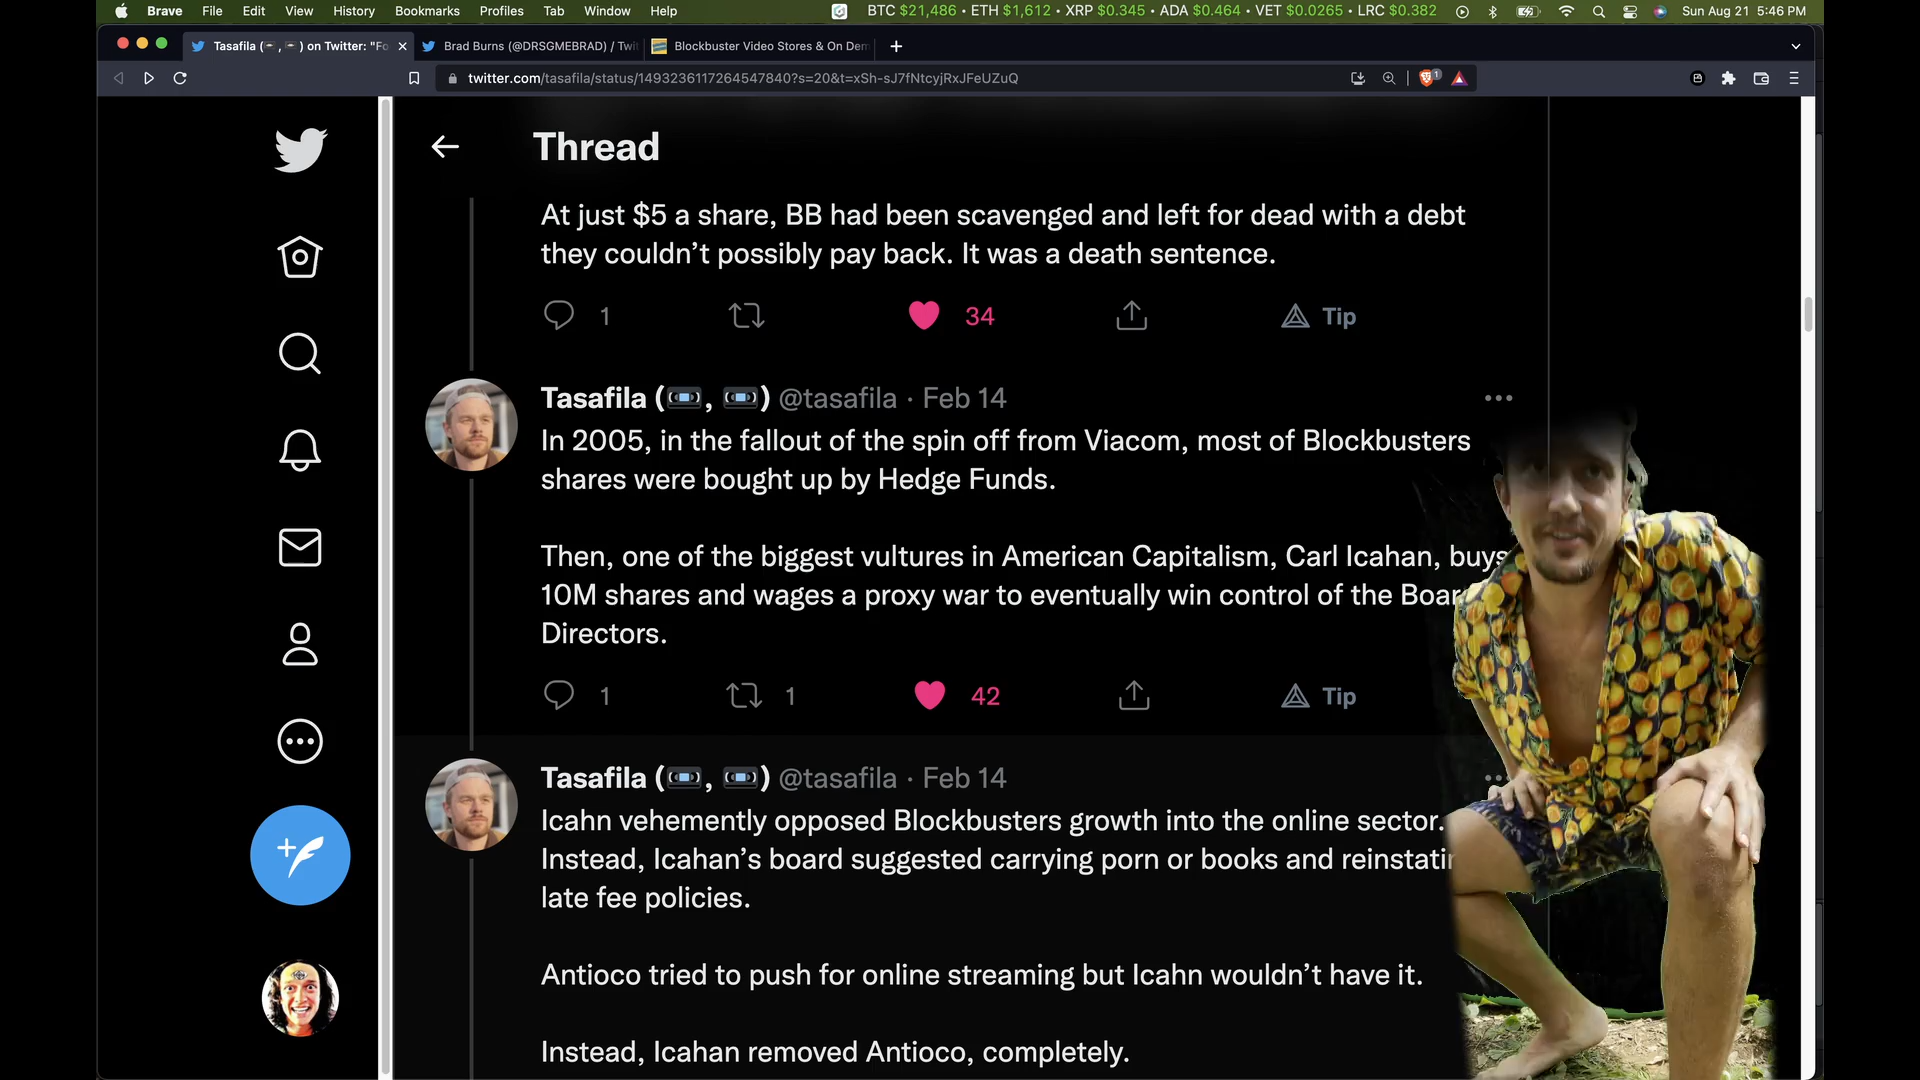 Brave File Edit View History Bookmarks Profiles Tab Window Help BTC $21,486 • ETH $1,612 • XRP $0.345 • ADA $0.464 • VET $0.0265 • LRC $0.382 Sun Aug 21 5:46 PM
Tasafila (📼, 📼) on Twitter: "Fo Brad Burns (@DRSGMEBRAD) / Twi Blockbuster Video Stores & On Dem
twitter.com/tasafila/status/1493236117264547840?s=20&t=xSh-sJ7fNtcyjRxJFeUZuQ 1
Thread
At just $5 a share, BB had been scavenged and left for dead with a debt
they couldn’t possibly pay back. It was a death sentence.
1 34 Tip
Tasafila (📼, 📼) @tasafila · Feb 14
In 2005, in the fallout of the spin off from Viacom, most of Blockbusters
shares were bought up by Hedge Funds.
Then, one of the biggest vultures in American Capitalism, Carl Icahan, buys
10M shares and wages a proxy war to eventually win control of the Boar
Directors.
1 1 42 Tip
Tasafila (📼, 📼) @tasafila · Feb 14
Icahn vehemently opposed Blockbusters growth into the online sector.
Instead, Icahan’s board suggested carrying porn or books and reinstatin
late fee policies.
Antioco tried to push for online streaming but Icahn wouldn’t have it.
Instead, Icahan removed Antioco, completely.